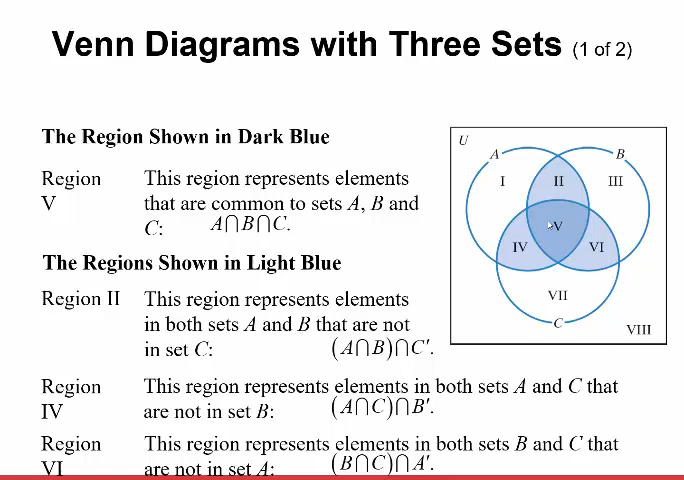 Venn Diagrams with Three Sets (1 of 2)
The Region Shown in Dark Blue
Region V
This region represents elements
that are common to sets A, B and
C: A∩B∩C.
The Regions Shown in Light Blue
Region II
This region represents elements
in both sets A and B that are not
in set C: (A∩B)∩C′.
Region IV
This region represents elements in both sets A and C that
are not in set B: (A∩C)∩B′.
Region VI
This region represents elements in both sets B and C that
are not in set A: (B∩C)∩A′.
U
A
B
I
II
III
V
IV
VI
VII
C
VIII